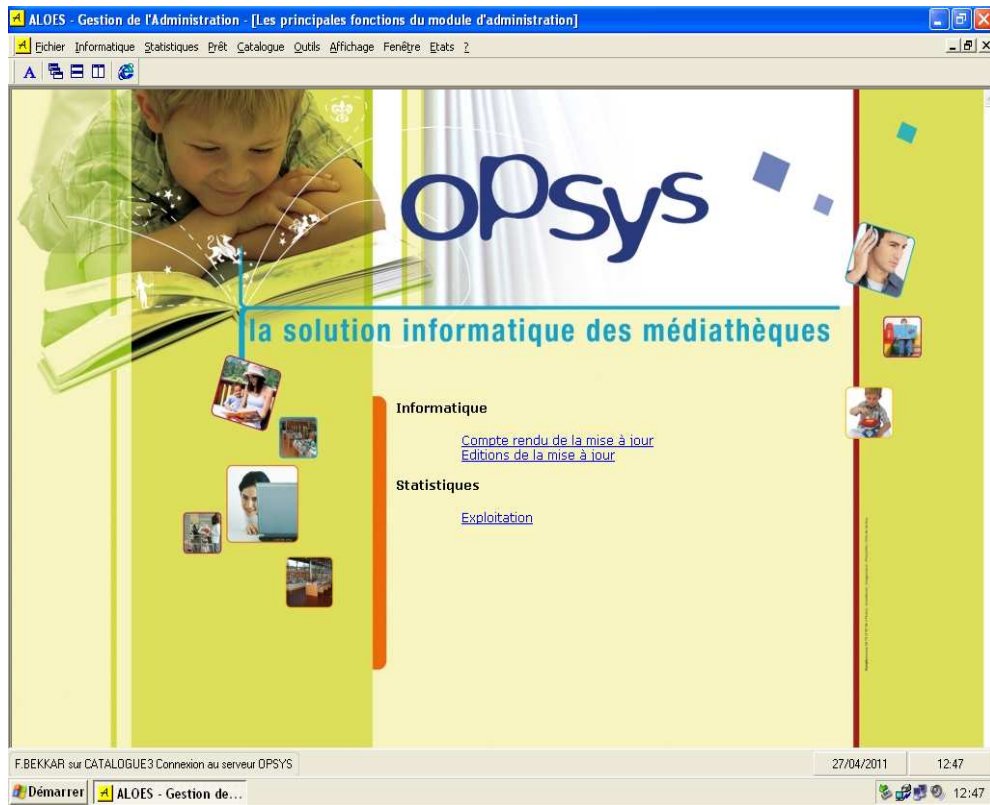 ALOES - Gestion de l'Administration - [Les principales fonctions du module d'administration]
Fichier Informatique Statistiques Prêt Catalogue Outils Affichage Fenêtre Etats ?
A
oPsys
la solution informatique des médiathèques
Informatique
Compte rendu de la mise à jour
Editions de la mise à jour
Statistiques
Exploitation
F.BEKKAR sur CATALOGUE3 Connexion au serveur OPSYS 27/04/2011 12:47
Démarrer ALOES - Gestion de... 12:47